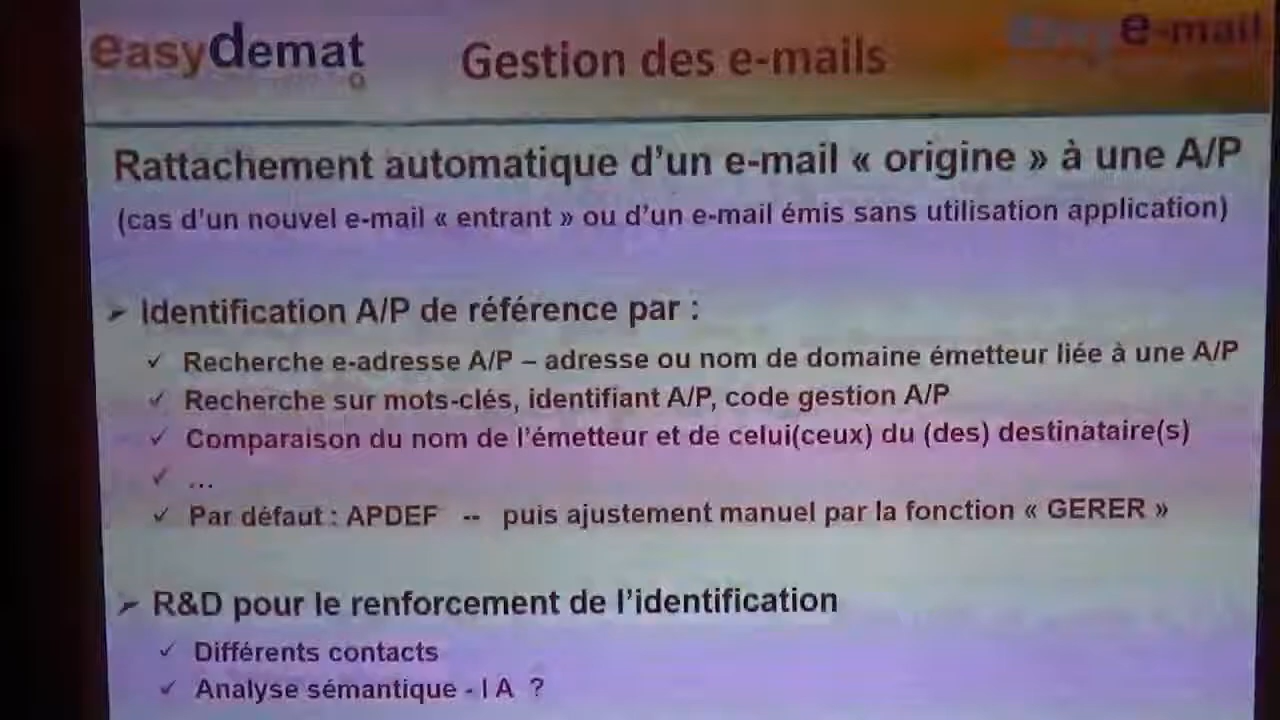 easydemat
Gestion des e-mails
e-mail
Rattachement automatique d'un e-mail « origine » à une A/P
(cas d'un nouvel e-mail « entrant » ou d'un e-mail émis sans utilisation application)
➢ Identification A/P de référence par :
✓ Recherche e-adresse A/P – adresse ou nom de domaine émetteur liée à une A/P
✓ Recherche sur mots-clés, identifiant A/P, code gestion A/P
✓ Comparaison du nom de l'émetteur et de celui(ceux) du (des) destinataire(s)
✓ ...
✓ Par défaut : APDEF -- puis ajustement manuel par la fonction « GERER »
➢ R&D pour le renforcement de l'identification
✓ Différents contacts
✓ Analyse sémantique - I A ?